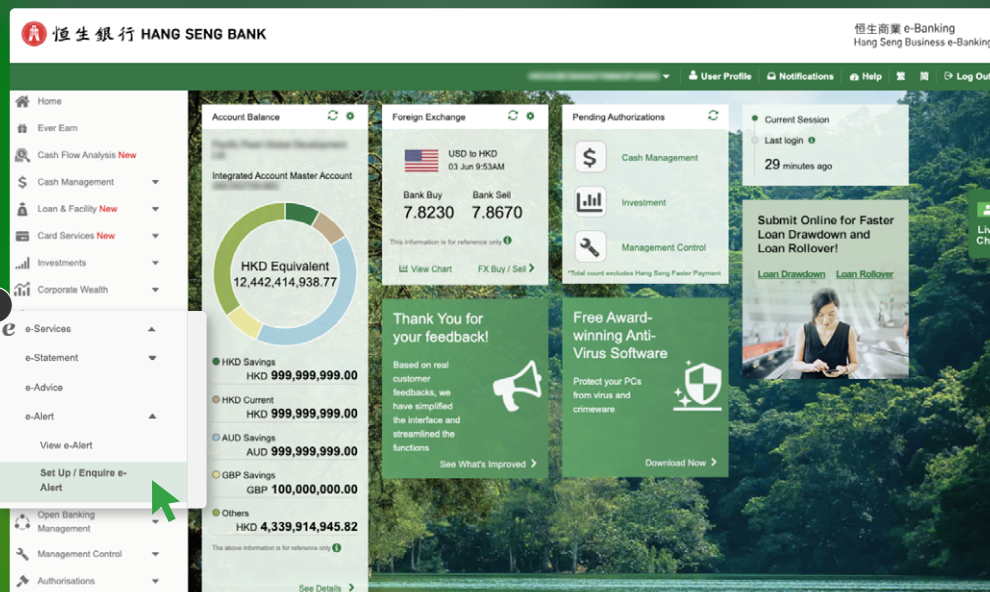 恒生銀行 HANG SENG BANK
恒生商業 e-Banking
Hang Seng Business e-Banking
User Profile
Notifications
Help
繁
簡
Log Out
Home
Ever Earn
Cash Flow Analysis New
Cash Management
Loan & Facility New
Card Services New
Investments
Corporate Wealth
e-Services
e-Statement
e-Advice
e-Alert
View e-Alert
Set Up / Enquire e-
Alert
Open Banking
Management
Management Control
Authorisations
Account Balance
Integrated Account Master Account
HKD Equivalent
12,442,414,938.77
HKD Savings
HKD 999,999,999.00
HKD Current
HKD 999,999,999.00
AUD Savings
AUD 999,999,999.00
GBP Savings
GBP 100,000,000.00
Others
HKD 4,339,914,945.82
The above information is for reference only
See Details
Foreign Exchange
USD to HKD
03 Jun 9:53AM
Bank Buy Bank Sell
7.8230 7.8670
This information is for reference only
View Chart FX Buy / Sell
Thank You for
your feedback!
Based on real
customer
feedbacks, we
have simplified
the interface and
streamlined the
functions
See What's Improved
Pending Authorizations
Cash Management
Investment
Management Control
*Total count excludes Hang Seng Faster Payment
Free Award-
winning Anti-
Virus Software
Protect your PCs
from virus and
crimeware
Download Now
Current Session
Last login
29 minutes ago
Submit Online for Faster
Loan Drawdown and
Loan Rollover!
Loan Drawdown Loan Rollover